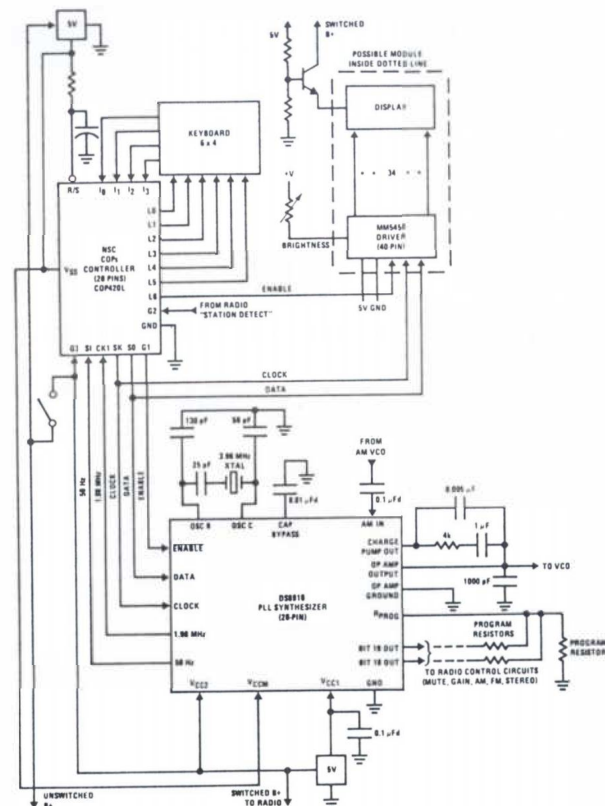 5V
SWITCHED
B+
5V
POSSIBLE MODULE
INSIDE DOTTED LINE
DISPLAY
KEYBOARD
6 x 4
34
+V
BRIGHTNESS
MM5450
DRIVER
(40 PIN)
R/S
I0
I1
I2
I3
L0
L1
L2
L3
L4
L5
L6
NSC
COPs
CONTROLLER
(28 PINS)
COP420L
VSS
ENABLE
5V GND
G2
FROM RADIO
"STATION DETECT"
GND
G3 SI CK1 SK SO G1
CLOCK
DATA
50 Hz
1.98 MHz
CLOCK
DATA
ENABLE
130 pF
50 pF
25 pF
3.96 MHz
XTAL
0.01 μFd
FROM
AM VCO
0.1 μFd
0.005 μF
OSC B
OSC C
CAP
BYPASS
AM IN
ENABLE
DATA
CLOCK
1.98 MHz
50 Hz
PLL SYNTHESIZER
(28-PIN)
CHARGE
PUMP OUT
4k
1 μF
OP AMP
OUTPUT
TO VCO
OP AMP
GROUND
1000 pF
RPROG
PROGRAM
RESISTORS
PROGRAM
RESISTOR
BIT 19 OUT
BIT 18 OUT
TO RADIO CONTROL CIRCUITS
(MUTE, GAIN, AM, FM, STEREO)
VCC2
VCCM
VCC1
GND
0.1 μFd
5V
UNSWITCHED
B+
SWITCHED B+
TO RADIO